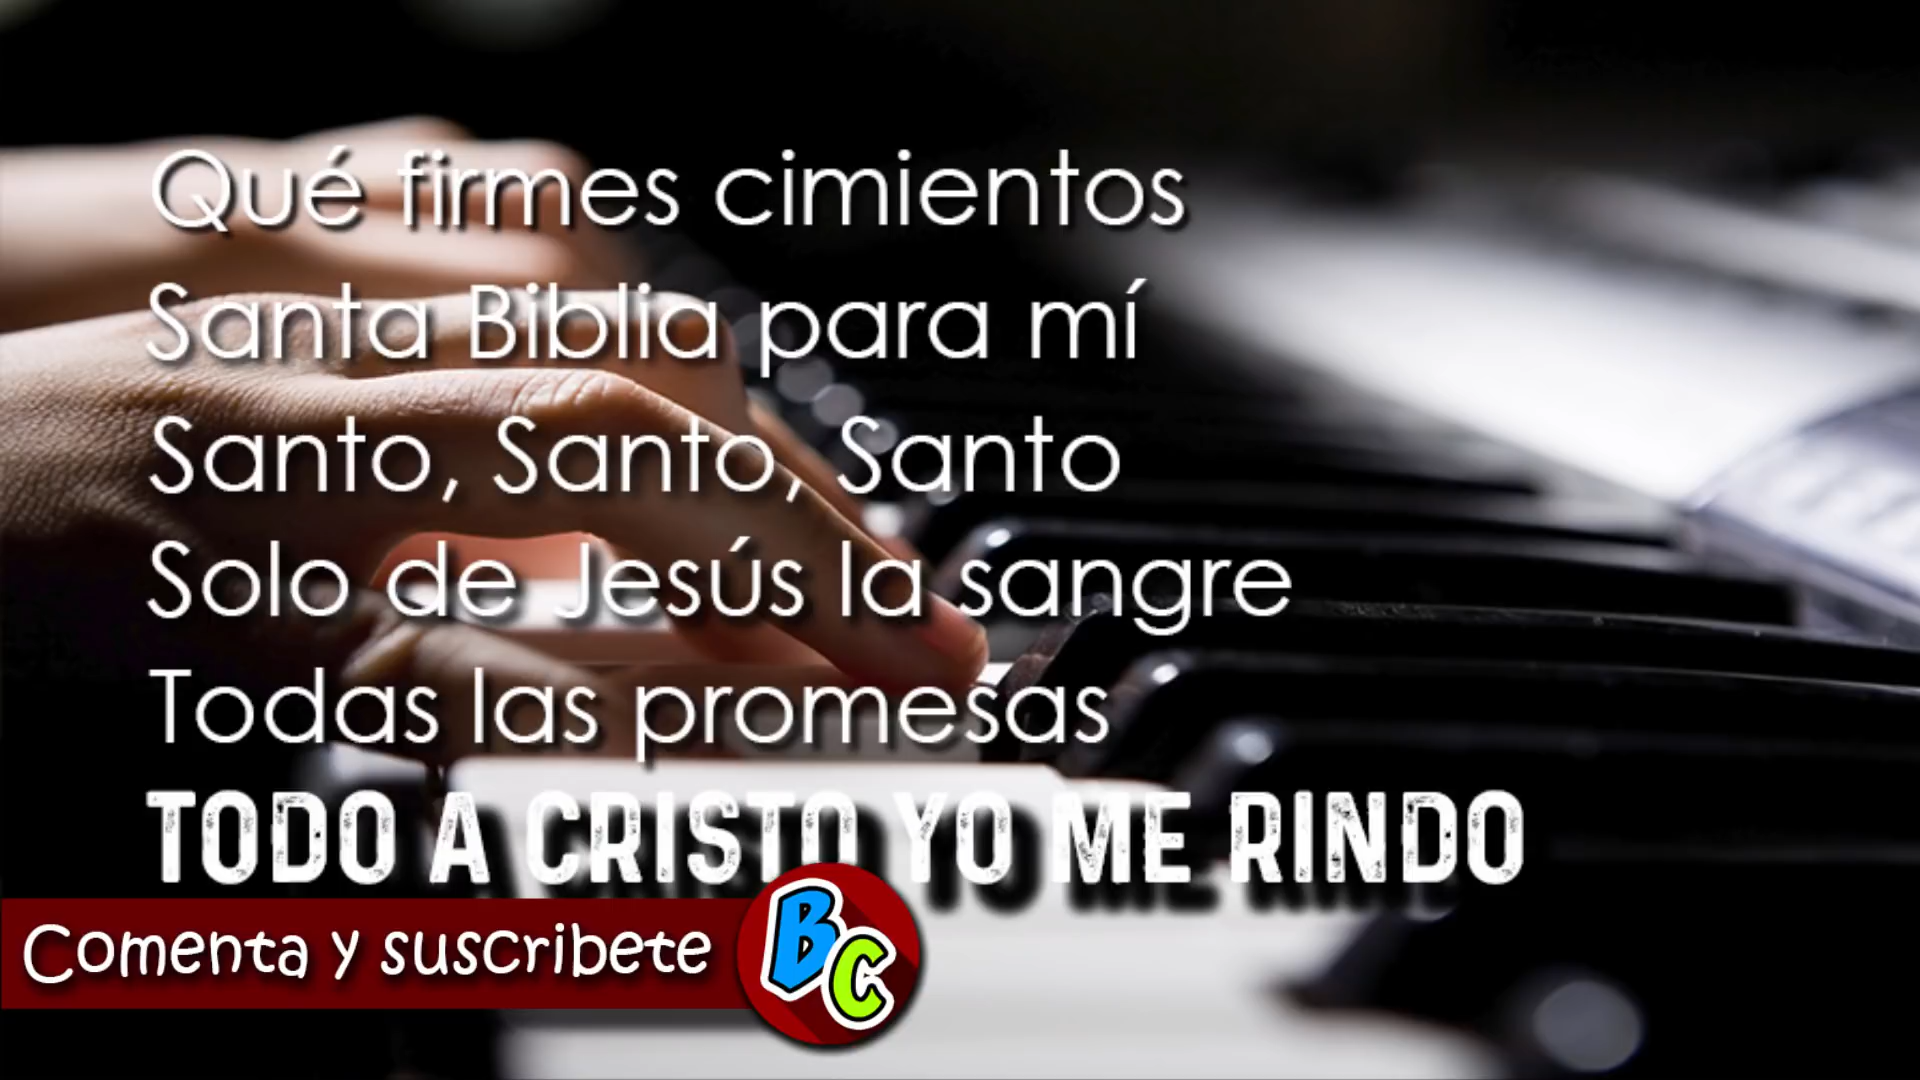 Qué firmes cimientos
Santa Biblia para mí
Santo, Santo, Santo
Solo de Jesús la sangre
Todas las promesas
TODO A CRISTO YO ME RINDO
Comenta y suscribete
BC